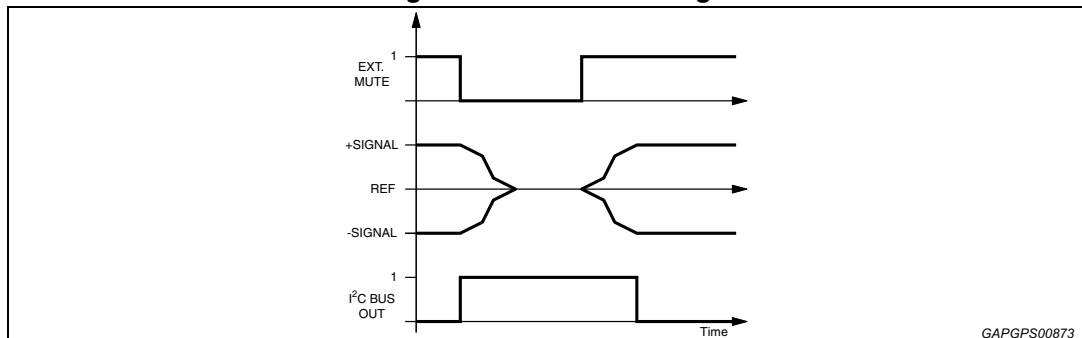 1
EXT.
MUTE
+SIGNAL
REF
-SIGNAL
1
I²C BUS
OUT
Time
GAPGPS00873